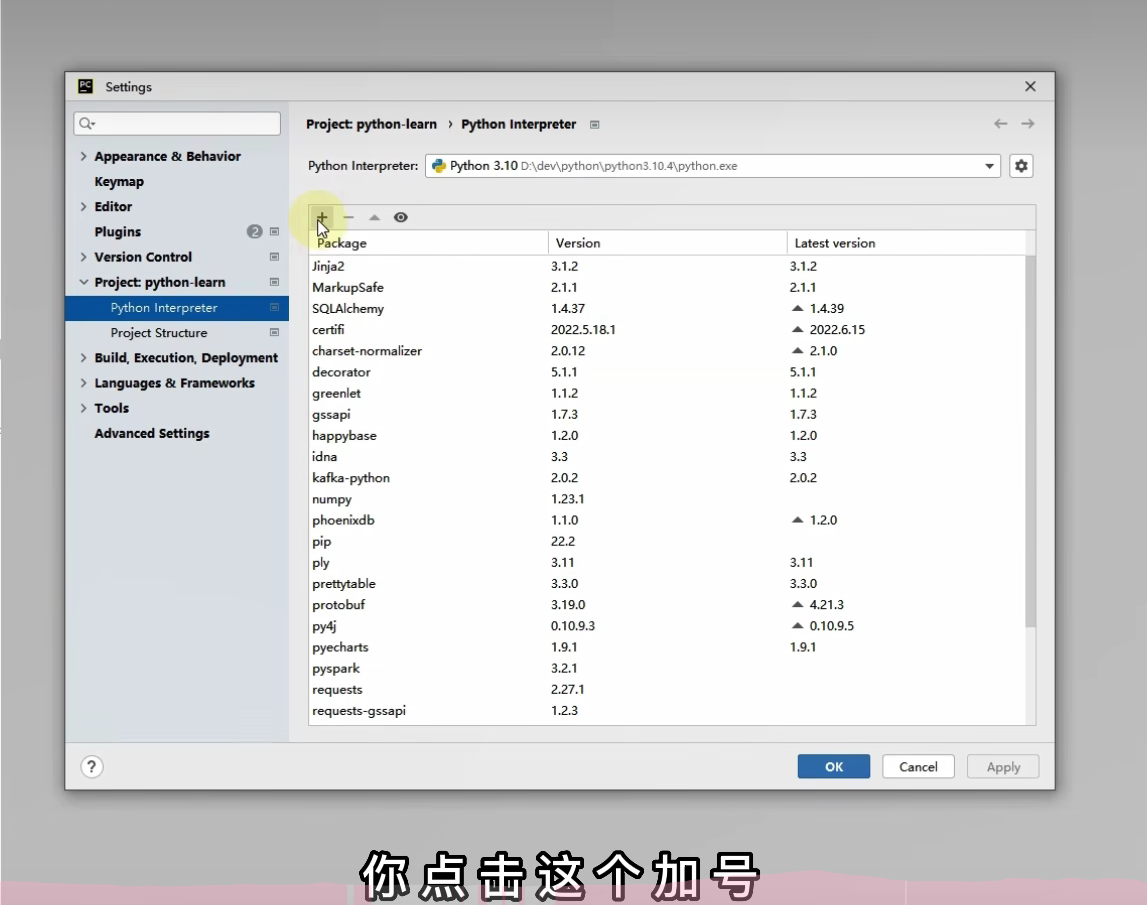 PC Settings
Appearance & Behavior
Keymap
Editor
Plugins 2
Version Control
Project: python-learn
Python Interpreter
Project Structure
Build, Execution, Deployment
Languages & Frameworks
Tools
Advanced Settings
Project: python-learn › Python Interpreter
Python Interpreter: Python 3.10 D:\dev\python\python3.10.4\python.exe
Package Version Latest version
Jinja2 3.1.2 3.1.2
MarkupSafe 2.1.1 2.1.1
SQLAlchemy 1.4.37 1.4.39
certifi 2022.5.18.1 2022.6.15
charset-normalizer 2.0.12 2.1.0
decorator 5.1.1 5.1.1
greenlet 1.1.2 1.1.2
gssapi 1.7.3 1.7.3
happybase 1.2.0 1.2.0
idna 3.3 3.3
kafka-python 2.0.2 2.0.2
numpy 1.23.1
phoenixdb 1.1.0 1.2.0
pip 22.2
ply 3.11 3.11
prettytable 3.3.0 3.3.0
protobuf 3.19.0 4.21.3
py4j 0.10.9.3 0.10.9.5
pyecharts 1.9.1 1.9.1
pyspark 3.2.1
requests 2.27.1
requests-gssapi 1.2.3
? OK Cancel Apply
你点击这个加号